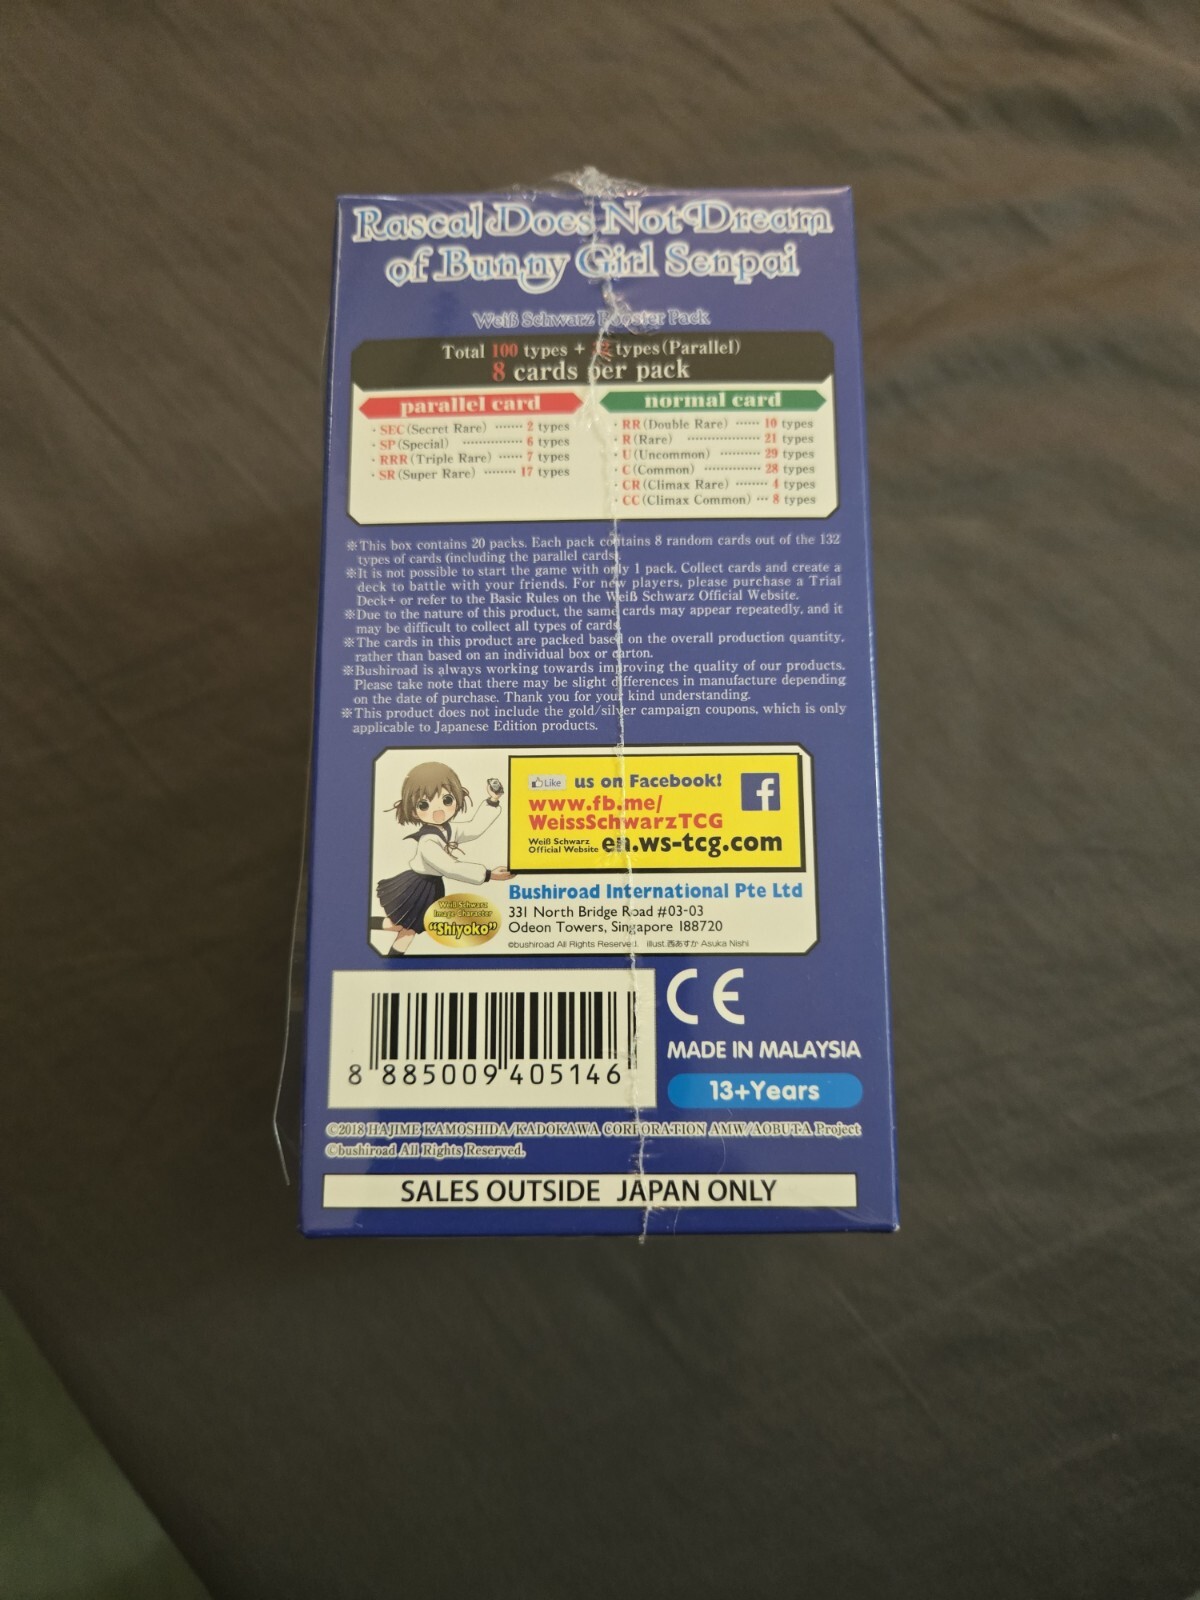 Rascal Does Not Dream
of Bunny Girl Senpai
Weiß Schwarz Booster Pack
Total 100 types + types(Parallel)
8 cards per pack
parallel card
・SEC(Secret Rare) ······· 2 types
・SP(Special) ··············· 6 types
・RRR(Triple Rare) ······ 7 types
・SR(Super Rare) ········ 17 types
normal card
・RR(Double Rare) ······ 10 types
・R(Rare) ·················· 21 types
・U(Uncommon) ·········· 29 types
・C(Common) ·············· 28 types
・CR(Climax Rare) ········ 4 types
・CC(Climax Common) ··· 8 types
※This box contains 20 packs. Each pack contains 8 random cards out of the 132
types of cards (including the parallel cards).
※It is not possible to start the game with only 1 pack. Collect cards and create a
deck to battle with your friends. For new players, please purchase a Trial
Deck+ or refer to the Basic Rules on the Weiß Schwarz Official Website.
※Due to the nature of this product, the same cards may appear repeatedly, and it
may be difficult to collect all types of cards.
※The cards in this product are packed based on the overall production quantity,
rather than based on an individual box or carton.
※Bushiroad is always working towards improving the quality of our products.
Please take note that there may be slight differences in manufacture depending
on the date of purchase. Thank you for your kind understanding.
※This product does not include the gold/silver campaign coupons, which is only
applicable to Japanese Edition products.
Like us on Facebook! f
www.fb.me/
WeissSchwarzTCG
Weiß Schwarz
Official Website en.ws-tcg.com
Weiß Schwarz
Image Character
"Shiyoko"
Bushiroad International Pte Ltd
331 North Bridge Road #03-03
Odeon Towers, Singapore 188720
©bushiroad All Rights Reserved. illust.西あすか Asuka Nishi
8 885009 405146
CE
MADE IN MALAYSIA
13+Years
©2018 HAJIME KAMOSHIDA/KADOKAWA CORPORATION AMW/AOBUTA Project
©bushiroad All Rights Reserved.
SALES OUTSIDE JAPAN ONLY